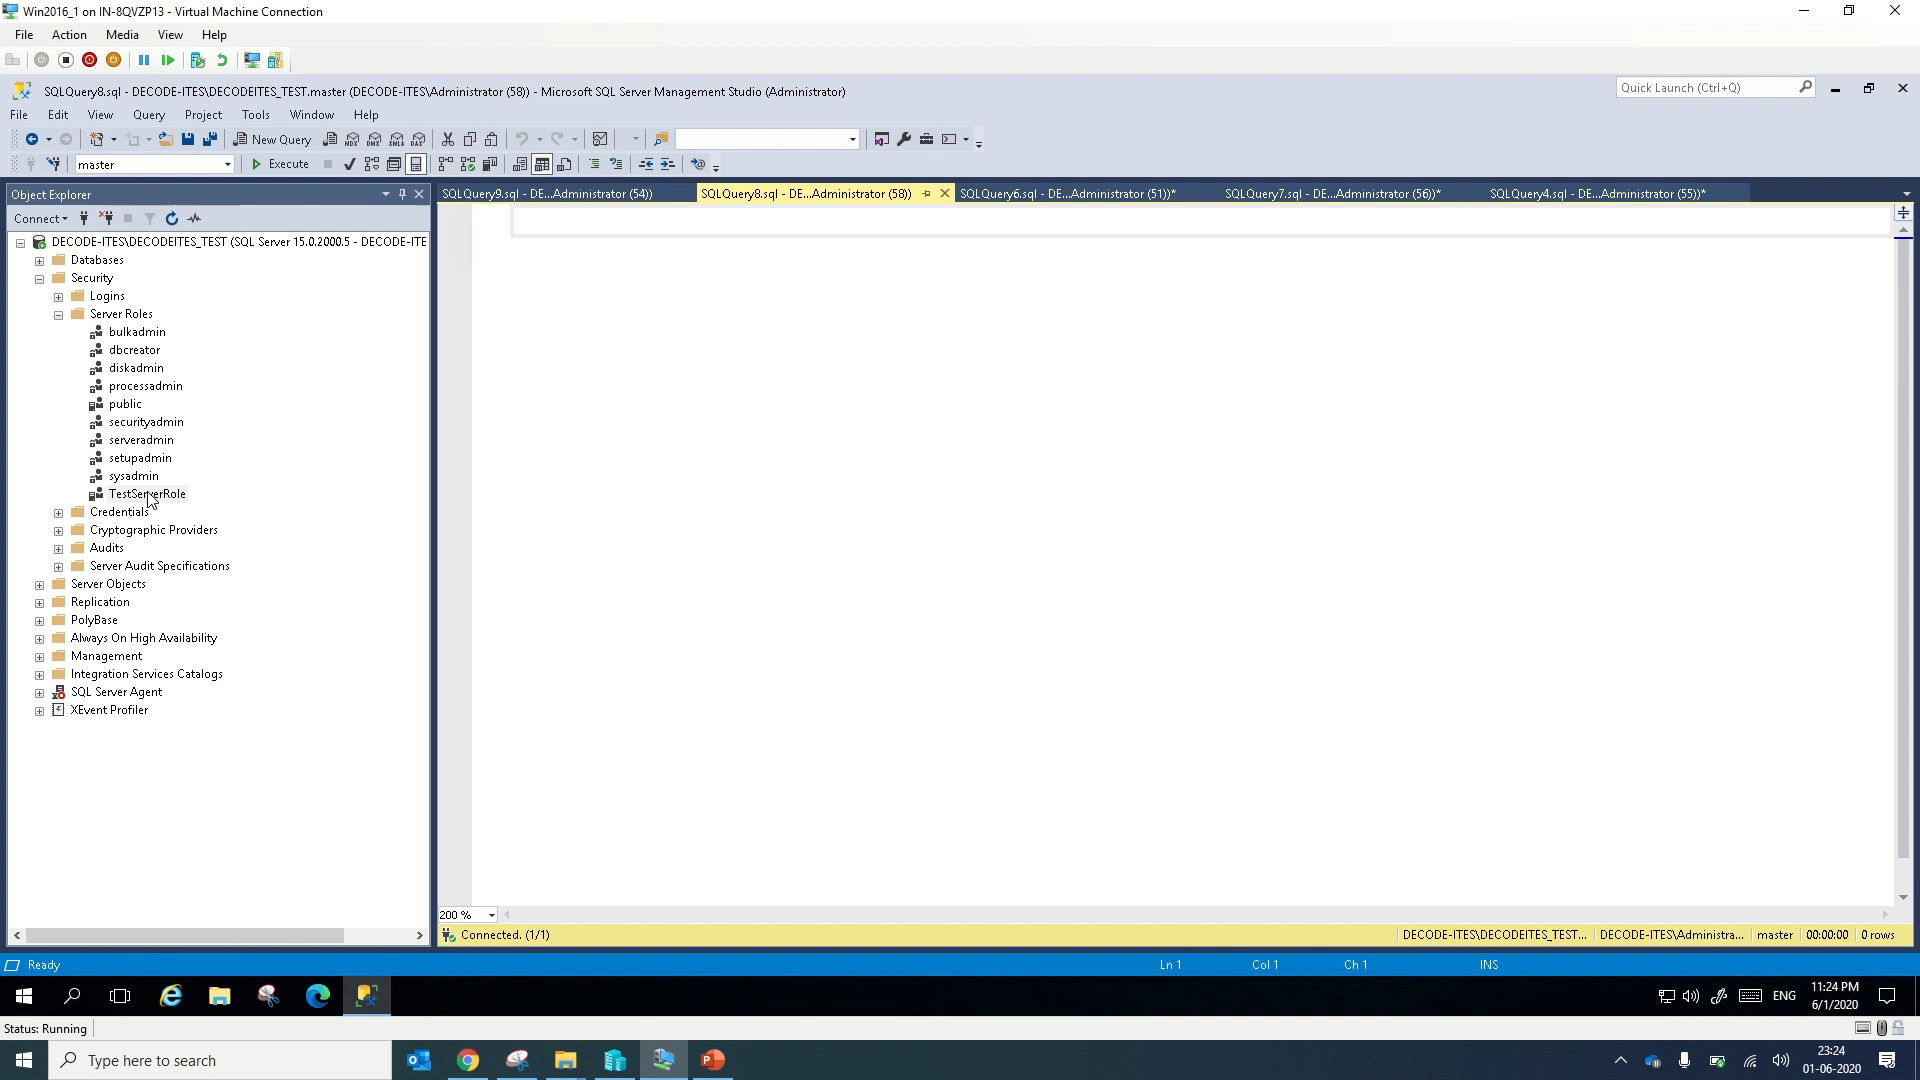 Win2016_1 on IN-8QVZP13 - Virtual Machine Connection
File Action Media View Help
SQLQuery8.sql - DECODE-ITES\DECODEITES_TEST.master (DECODE-ITES\Administrator (58)) - Microsoft SQL Server Management Studio (Administrator)
Quick Launch (Ctrl+Q)
File Edit View Query Project Tools Window Help
New Query
master
Execute
Object Explorer
SQLQuery9.sql - DE...Administrator (54))
SQLQuery8.sql - DE...Administrator (58))
SQLQuery6.sql - DE...Administrator (51))*
SQLQuery7.sql - DE...Administrator (56))*
SQLQuery4.sql - DE...Administrator (55))*
Connect
DECODE-ITES\DECODEITES_TEST (SQL Server 15.0.2000.5 - DECODE-ITE
Databases
Security
Logins
Server Roles
bulkadmin
dbcreator
diskadmin
processadmin
public
securityadmin
serveradmin
setupadmin
sysadmin
TestServerRole
Credentials
Cryptographic Providers
Audits
Server Audit Specifications
Server Objects
Replication
PolyBase
Always On High Availability
Management
Integration Services Catalogs
SQL Server Agent
XEvent Profiler
200 %
Connected. (1/1)
DECODE-ITES\DECODEITES_TEST...
DECODE-ITES\Administra...
master
00:00:00
0 rows
Ready
Ln 1
Col 1
Ch 1
INS
ENG
11:24 PM
6/1/2020
Status: Running
Type here to search
23:24
01-06-2020